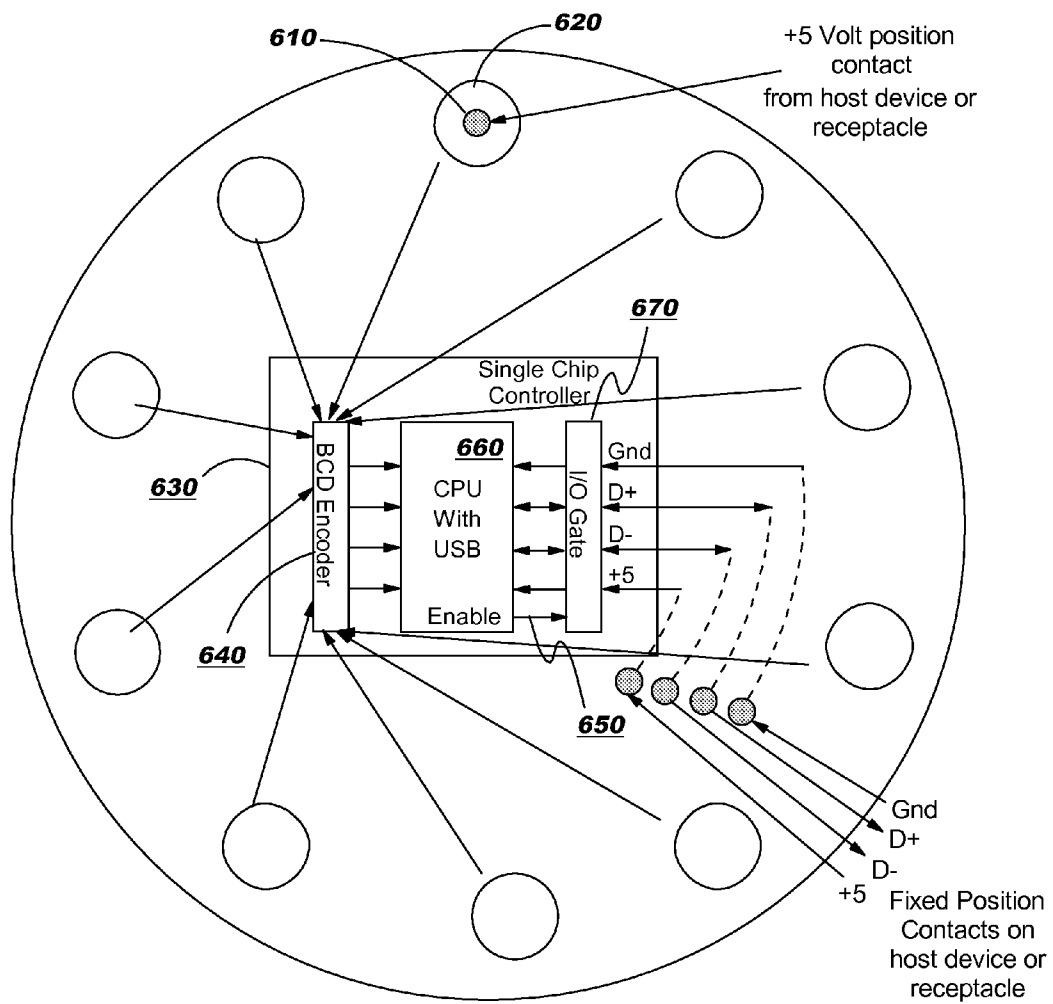 620
610
+5 Volt position
contact
from host device or
receptacle
670
Single Chip
Controller
630
BCD Encoder
660
CPU
With
USB
Enable
I/O Gate
Gnd
D+
D-
+5
640
650
Gnd
D+
D-
+5
Fixed Position
Contacts on
host device or
receptacle